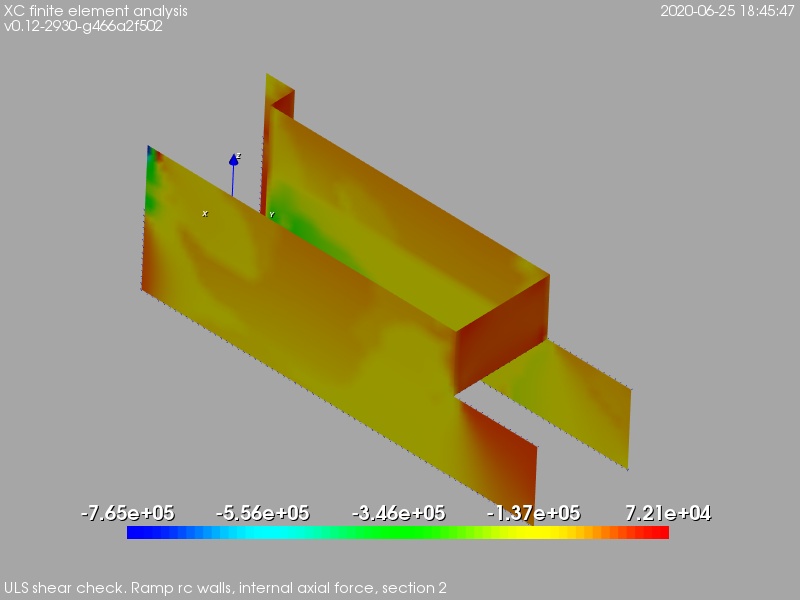 XC finite element analysis
v0.12-2930-g466a2f502
2020-06-25 18:45:47
Z
X
Y
-7.65e+05 -5.56e+05 -3.46e+05 -1.37e+05 7.21e+04
ULS shear check. Ramp rc walls, internal axial force, section 2